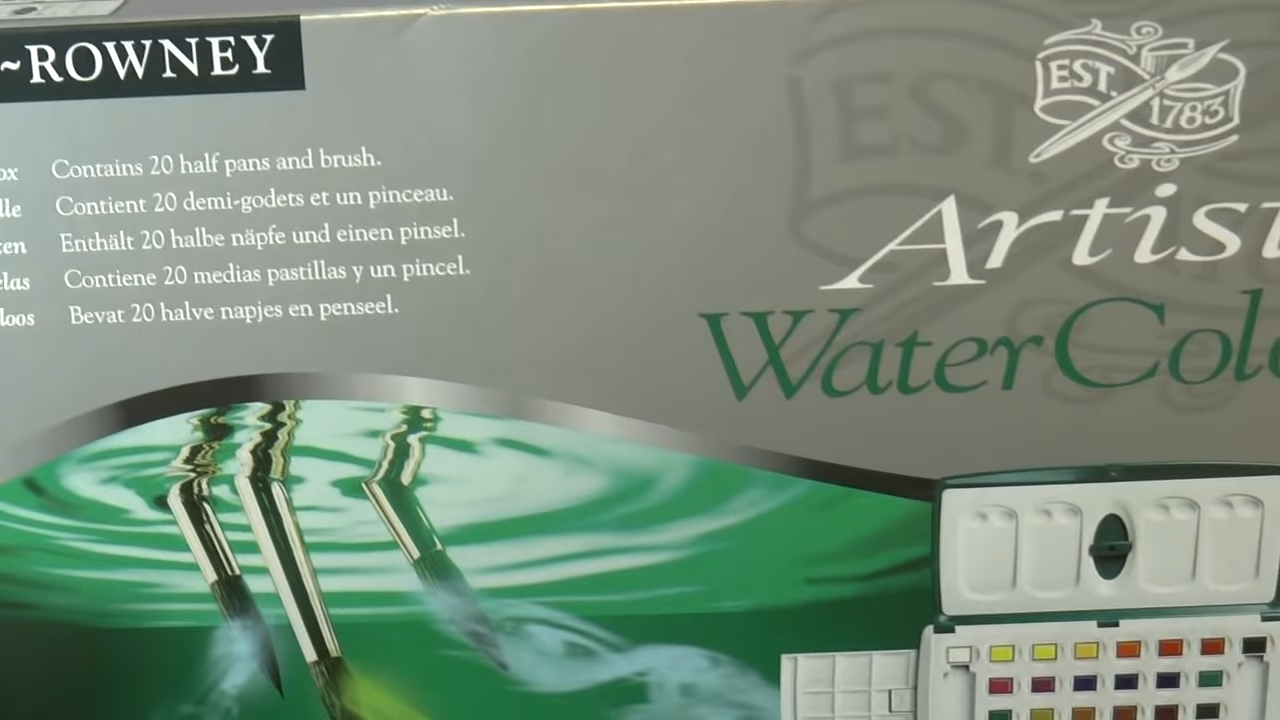 ~ROWNEY
EST.
1783
Contains 20 half pans and brush.
Contient 20 demi-godets et un pinceau.
Enthält 20 halbe näpfe und einen pinsel.
Contiene 20 medias pastillas y un pincel.
Bevat 20 halve napjes en penseel.
Artist
WaterColo